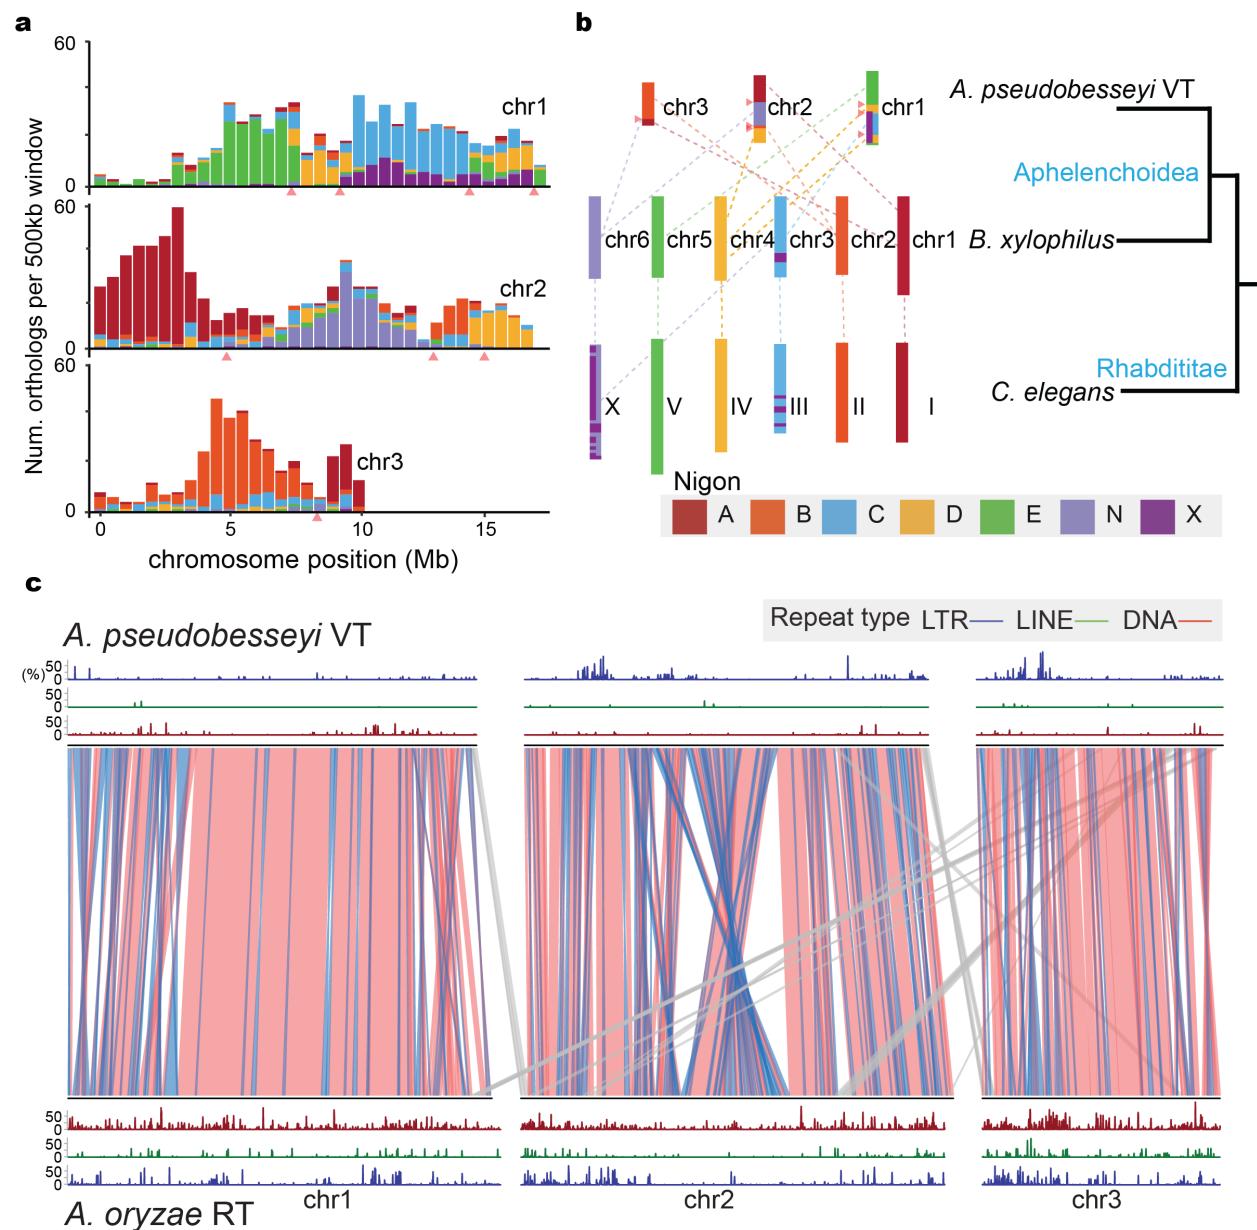 a
b
60
0
60
0
60
0
Num. orthologs per 500kb window
chr1
chr2
chr3
0
5
10
15
chromosome position (Mb)
chr3
chr2
chr1
A. pseudobesseyi VT
Aphelenchoidea
chr6
chr5
chr4
chr3
chr2
chr1
B. xylophilus
Rhabdititae
C. elegans
X
V
IV
III
II
I
Nigon
A
B
C
D
E
N
X
c
Repeat type LTR LINE DNA
A. pseudobesseyi VT
(%)
50
0
50
0
50
0
50
0
50
0
50
0
chr1
chr2
chr3
A. oryzae RT